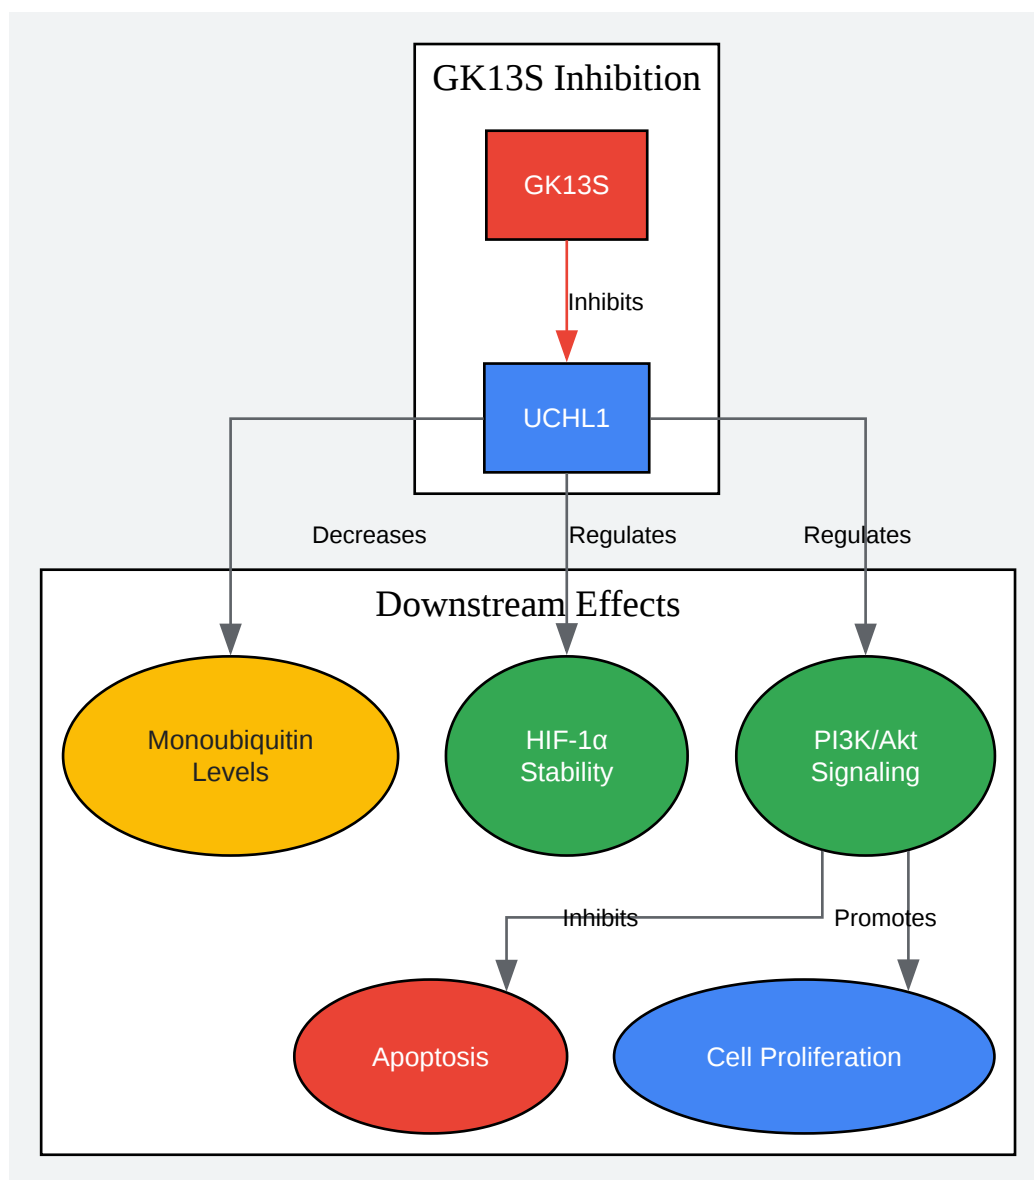 GK13S Inhibition
GK13S
Inhibits
UCHL1
Decreases
Regulates
Regulates
Downstream Effects
Monoubiquitin
Levels
HIF-1α
Stability
PI3K/Akt
Signaling
Inhibits
Promotes
Apoptosis
Cell Proliferation